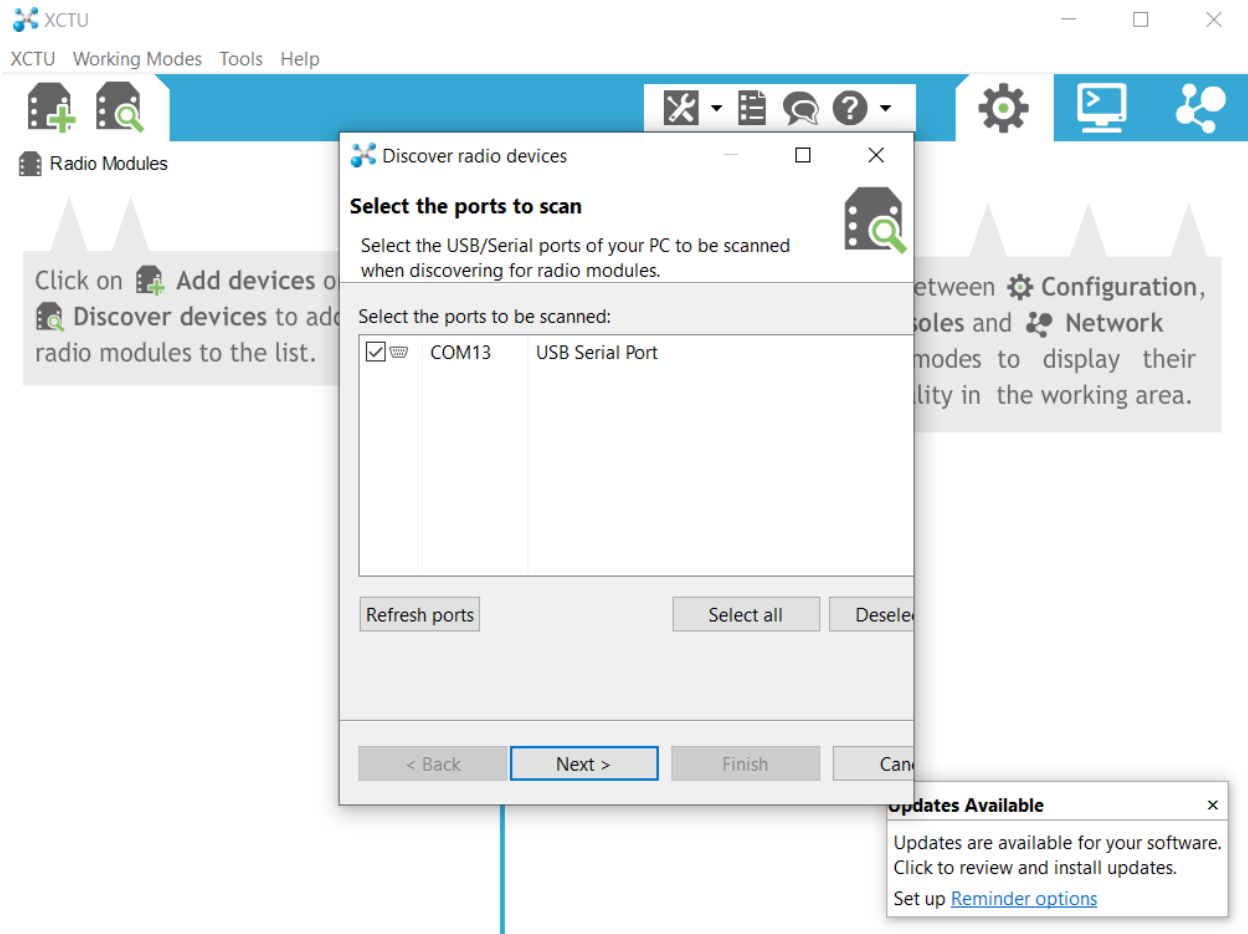 XCTU
XCTU Working Modes Tools Help
Radio Modules
Click on Add devices o
Discover devices to add
radio modules to the list.
Discover radio devices
Select the ports to scan
Select the USB/Serial ports of your PC to be scanned
when discovering for radio modules.
Select the ports to be scanned:
COM13 USB Serial Port
Refresh ports Select all Desele
< Back Next > Finish Can
etween Configuration,
soles and Network
modes to display their
lity in the working area.
Updates Available
Updates are available for your software.
Click to review and install updates.
Set up Reminder options